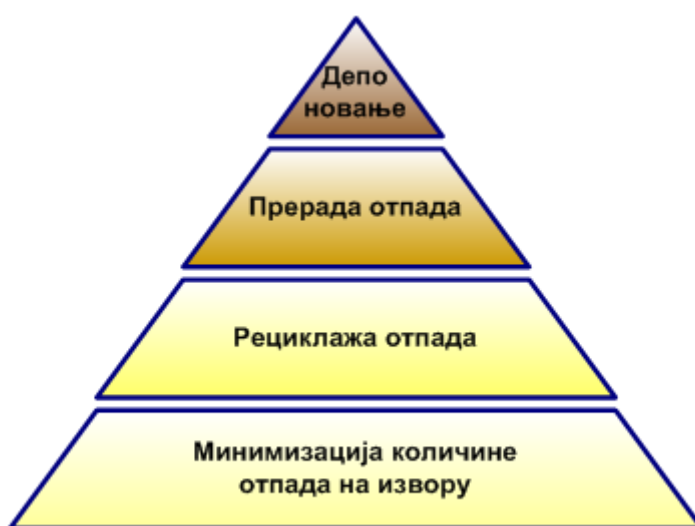 Депо
новање
Прерада отпада
Рециклажа отпада
Минимизација количине
отпада на извору